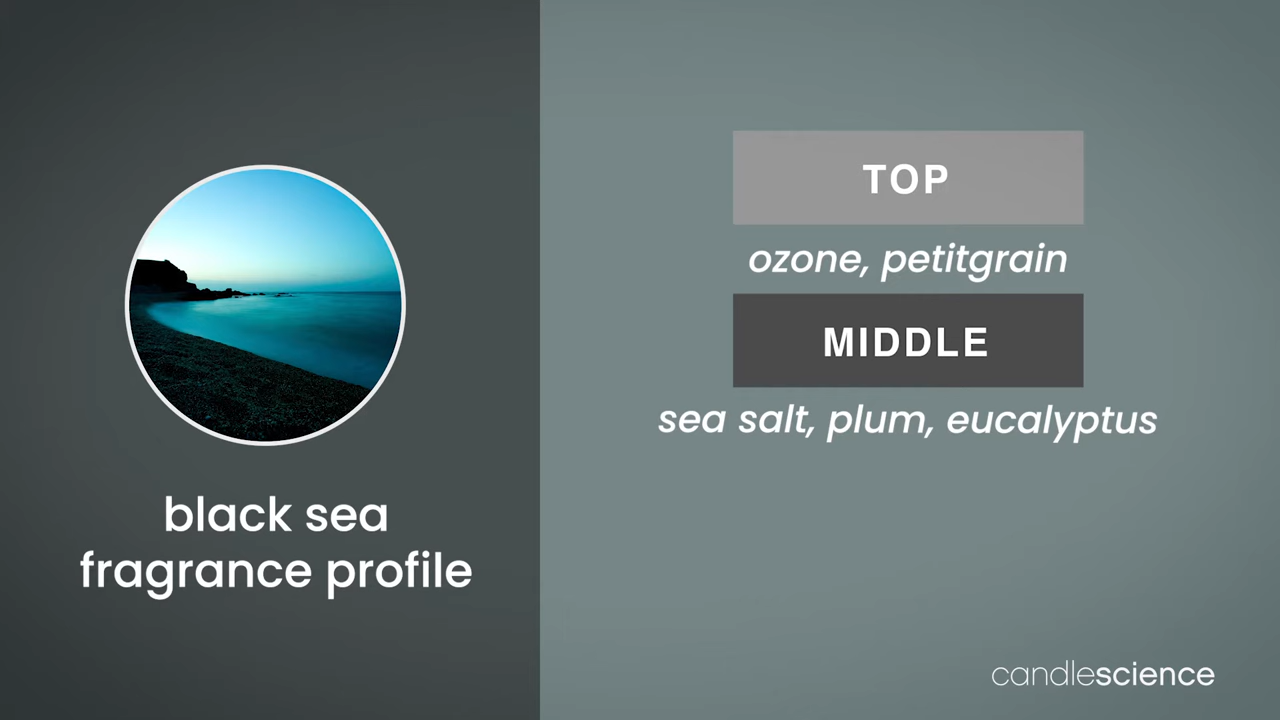 black sea
fragrance profile
TOP
ozone, petitgrain
MIDDLE
sea salt, plum, eucalyptus
candlescience